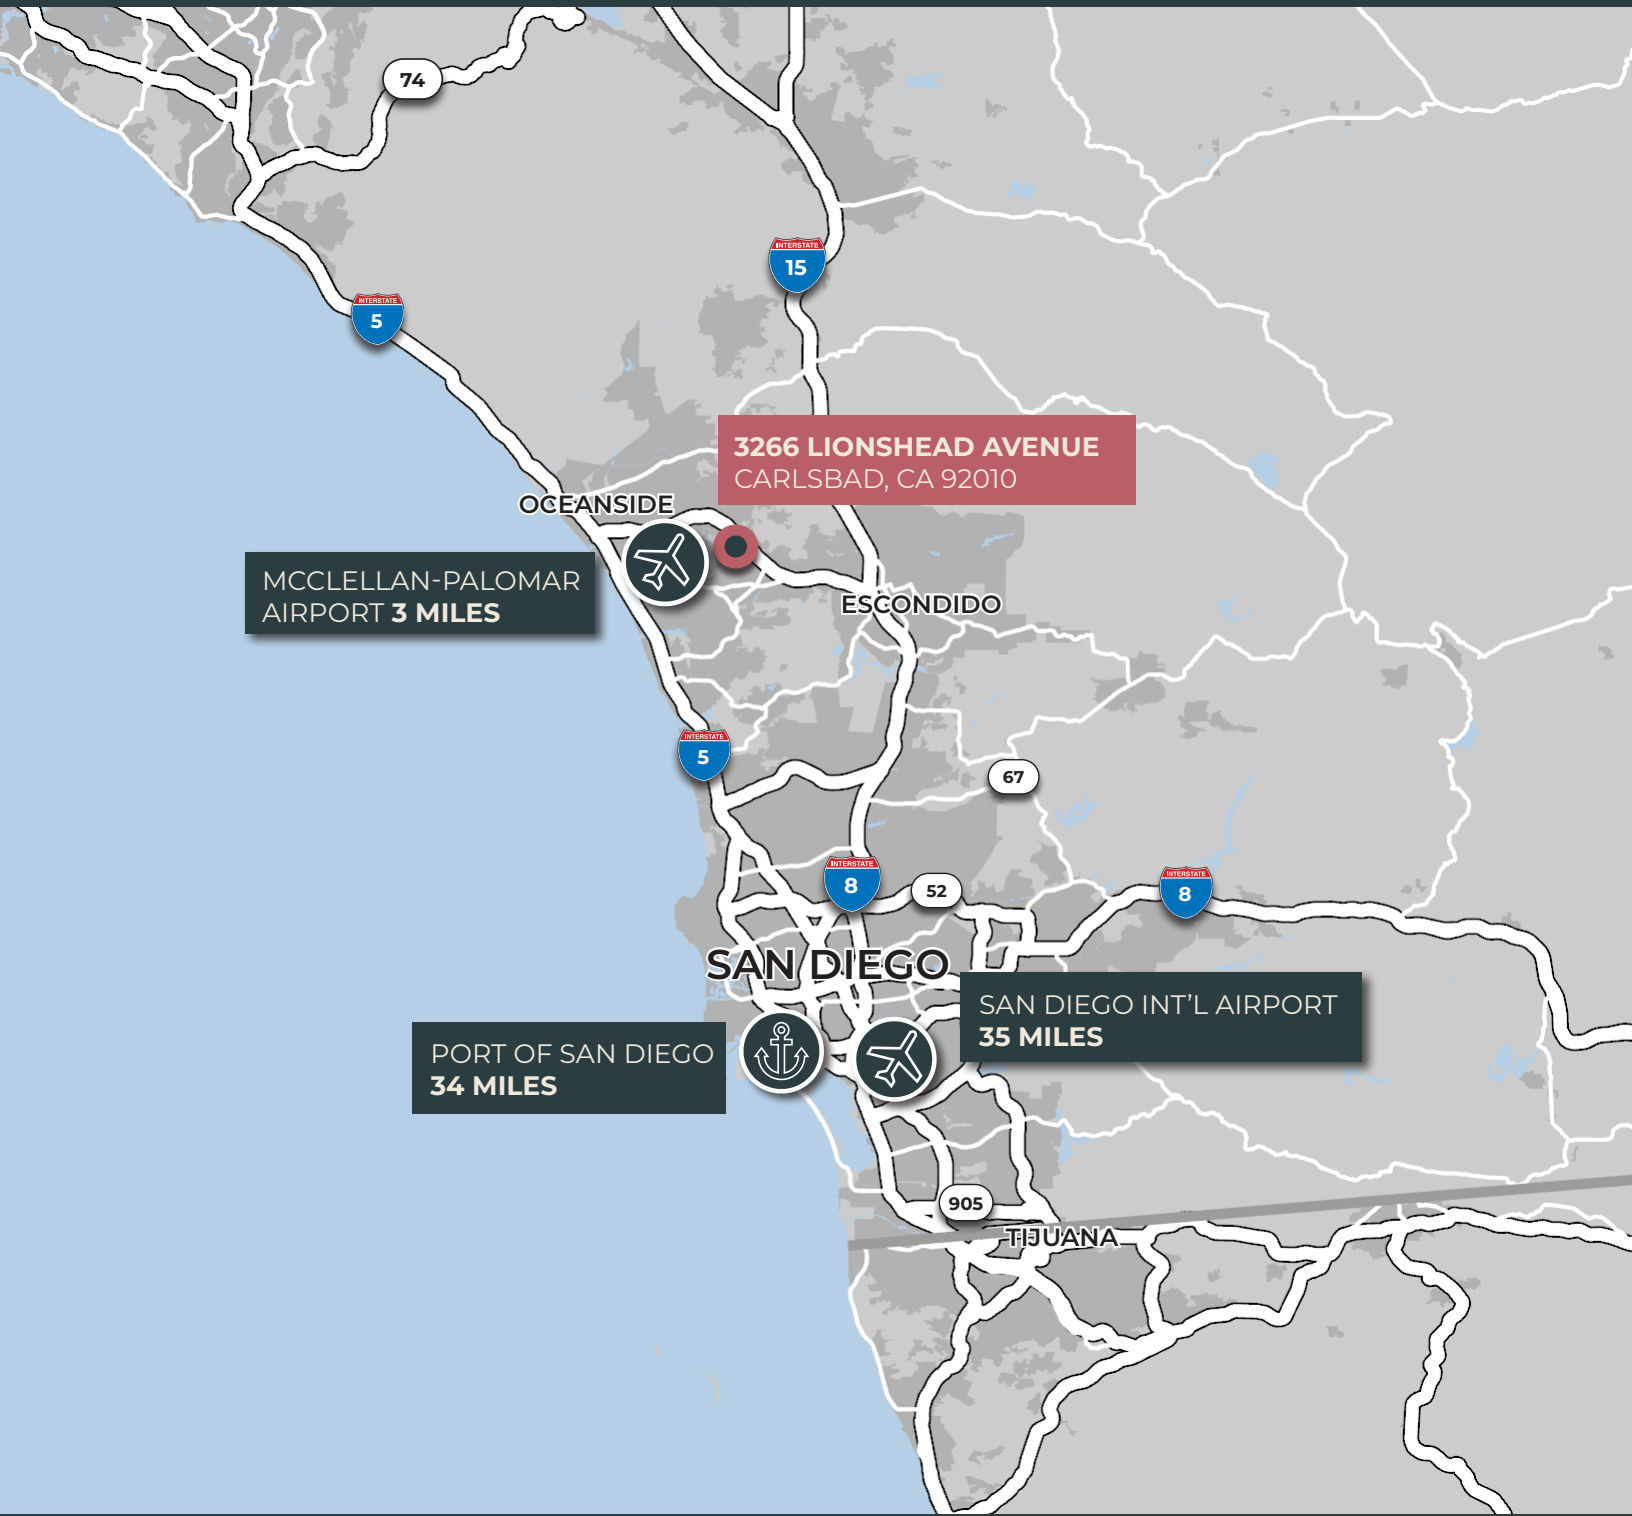 74
INTERSTATE
15
INTERSTATE
5
3266 LIONSHEAD AVENUE
CARLSBAD, CA 92010
OCEANSIDE
MCCLELLAN-PALOMAR
AIRPORT 3 MILES
ESCONDIDO
INTERSTATE
5
67
INTERSTATE
8
52
INTERSTATE
8
SAN DIEGO
SAN DIEGO INT'L AIRPORT
35 MILES
PORT OF SAN DIEGO
34 MILES
905
TIJUANA